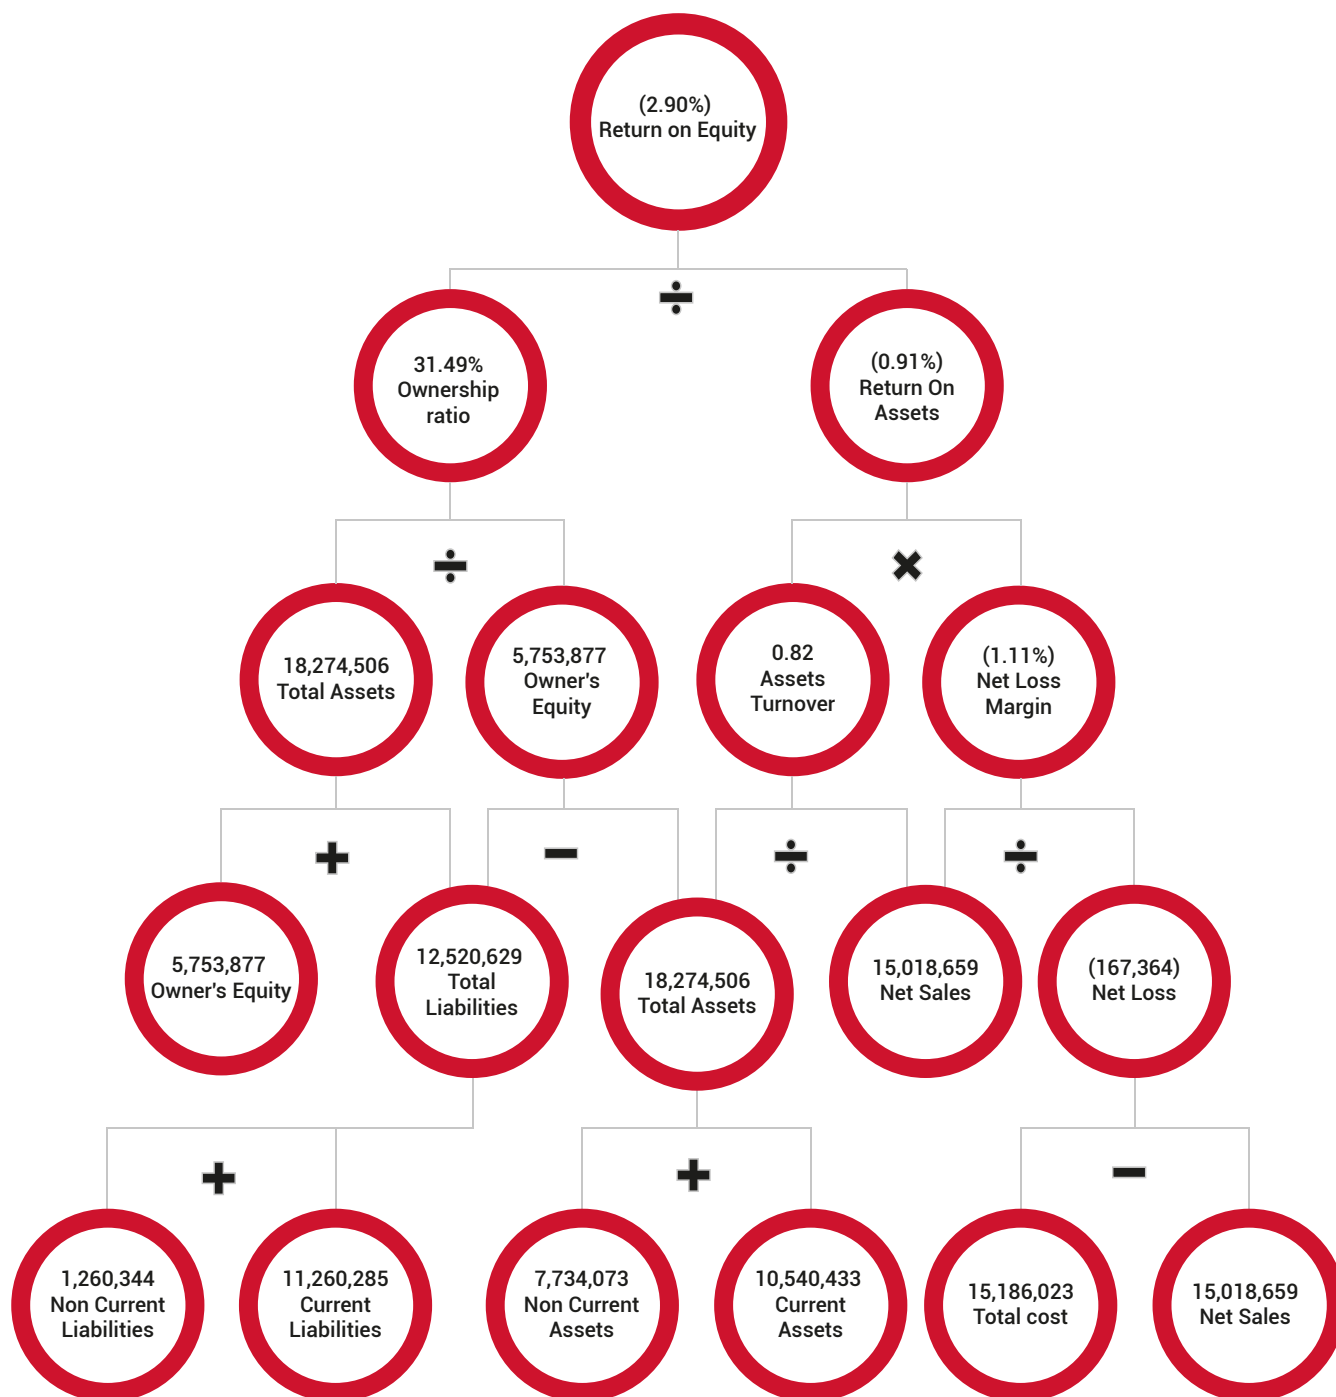 (2.90%)
Return on Equity
÷
31.49%
Ownership
ratio
(0.91%)
Return On
Assets
÷
×
18,274,506
Total Assets
5,753,877
Owner's
Equity
0.82
Assets
Turnover
(1.11%)
Net Loss
Margin
+
−
÷
÷
5,753,877
Owner's Equity
12,520,629
Total
Liabilities
18,274,506
Total Assets
15,018,659
Net Sales
(167,364)
Net Loss
+
+
−
1,260,344
Non Current
Liabilities
11,260,285
Current
Liabilities
7,734,073
Non Current
Assets
10,540,433
Current
Assets
15,186,023
Total cost
15,018,659
Net Sales